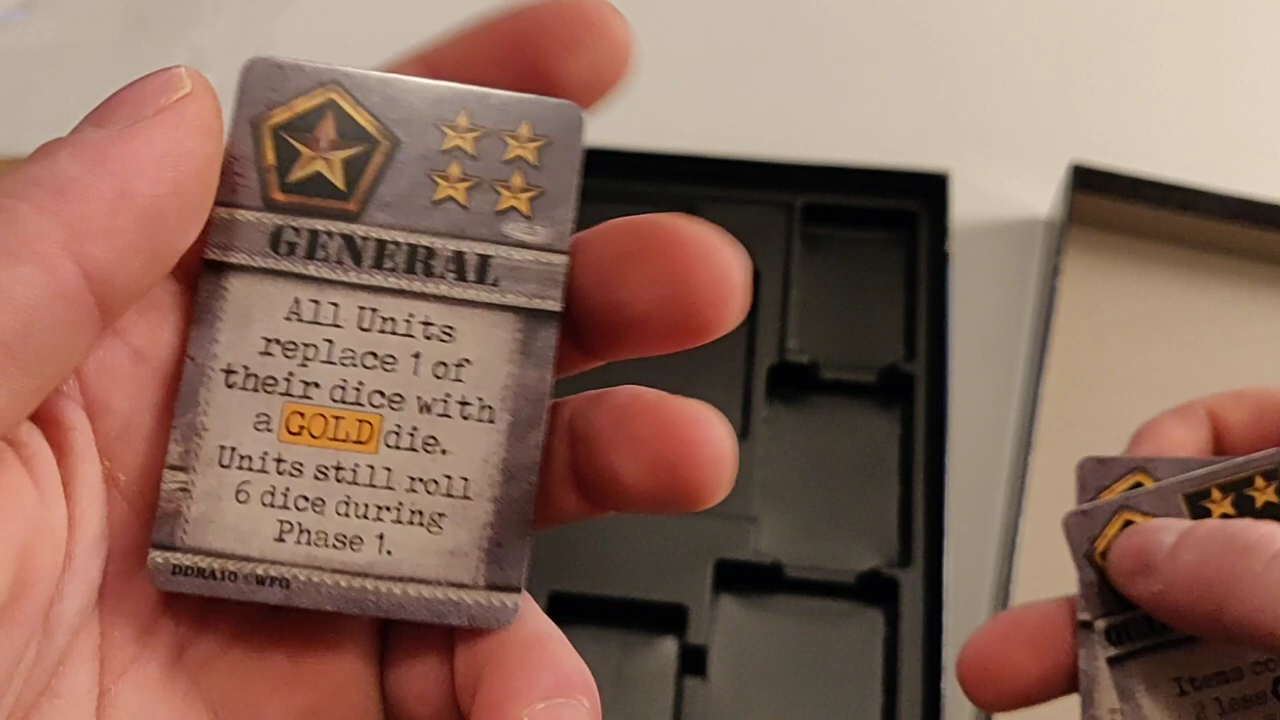 GENERAL
All Units
replace 1 of
their dice with
a GOLD die.
Units still roll
6 dice during
Phase 1.
DDRA10 ©WFG
Items
less